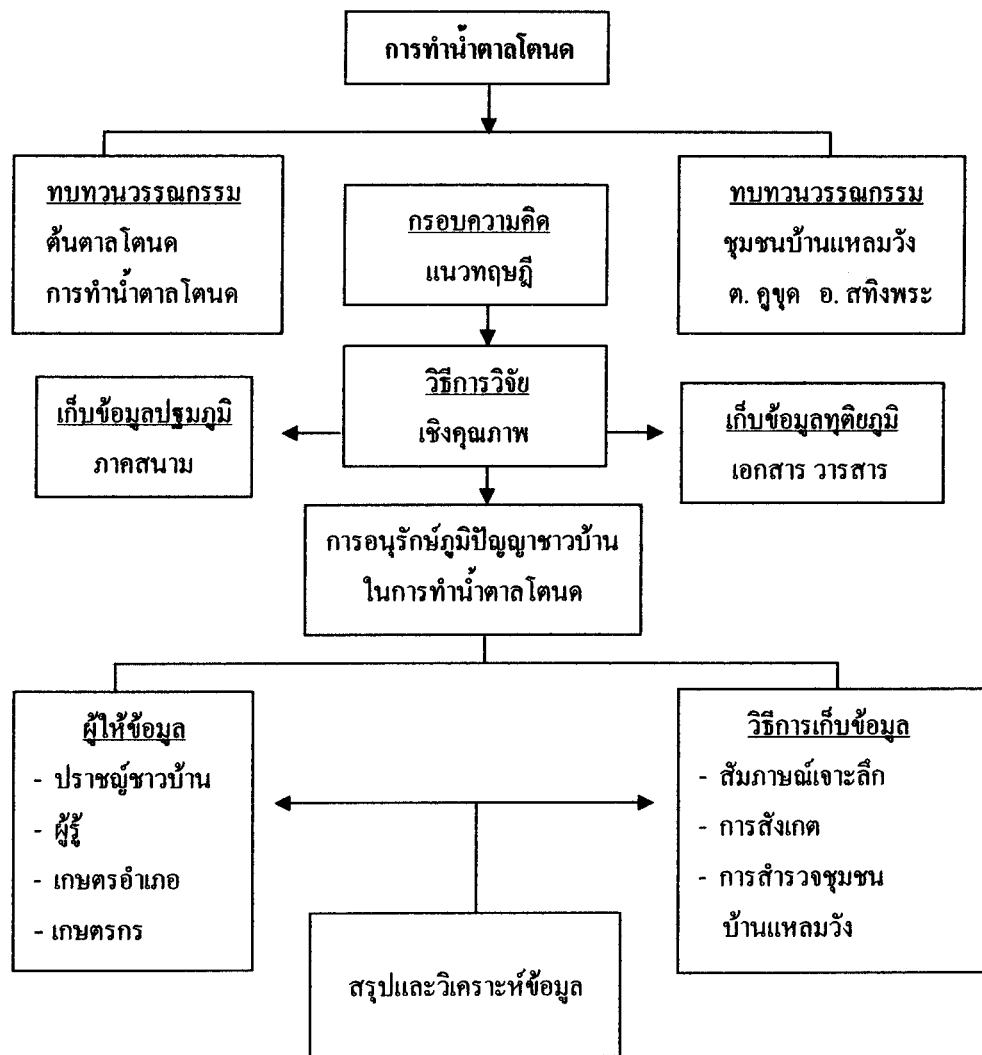 การทำน้ำตาลโตนด
ทบทวนวรรณกรรม
ต้นตาลโตนด
การทำน้ำตาลโตนด
กรอบความคิด
แนวทฤษฎี
ทบทวนวรรณกรรม
ชุมชนบ้านแหลมวัง
ต. คูขุด อ. สทิงพระ
เก็บข้อมูลปฐมภูมิ
ภาคสนาม
วิธีการวิจัย
เชิงคุณภาพ
เก็บข้อมูลทุติยภูมิ
เอกสาร วารสาร
การอนุรักษ์ภูมิปัญญาชาวบ้าน
ในการทำน้ำตาลโตนด
ผู้ให้ข้อมูล
- ปราชญ์ชาวบ้าน
- ผู้รู้
- เกษตรอำเภอ
- เกษตรกร
วิธีการเก็บข้อมูล
- สัมภาษณ์เจาะลึก
- การสังเกต
- การสำรวจชุมชน
บ้านแหลมวัง
สรุปและวิเคราะห์ข้อมูล